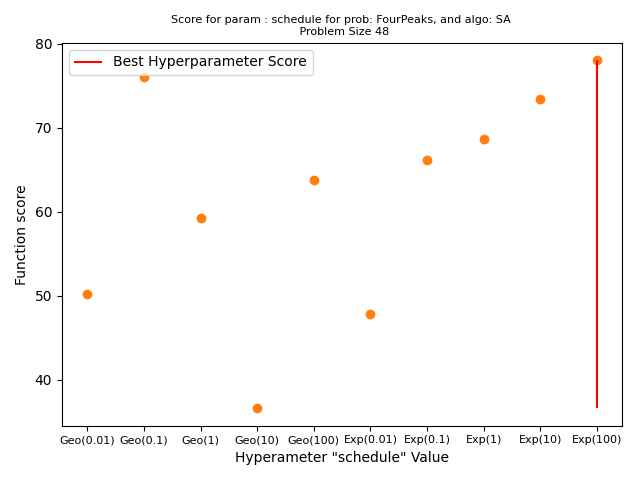 Score for param : schedule for prob: FourPeaks, and algo: SA
Problem Size 48
Best Hyperparameter Score
80
70
60
50
40
Function score
Geo(0.01) Geo(0.1) Geo(1) Geo(10) Geo(100) Exp(0.01) Exp(0.1) Exp(1) Exp(10) Exp(100)
Hyperameter "schedule" Value